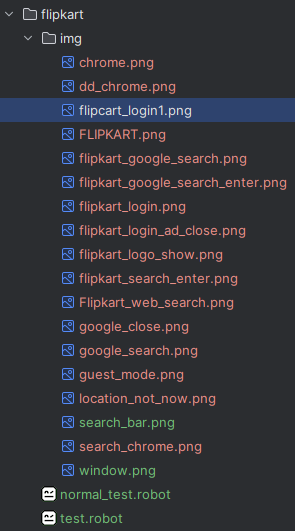 flipkart
img
chrome.png
dd_chrome.png
flipcart_login1.png
FLIPKART.png
flipkart_google_search.png
flipkart_google_search_enter.png
flipkart_login.png
flipkart_login_ad_close.png
flipkart_logo_show.png
flipkart_search_enter.png
Flipkart_web_search.png
google_close.png
google_search.png
guest_mode.png
location_not_now.png
search_bar.png
search_chrome.png
window.png
normal_test.robot
test.robot